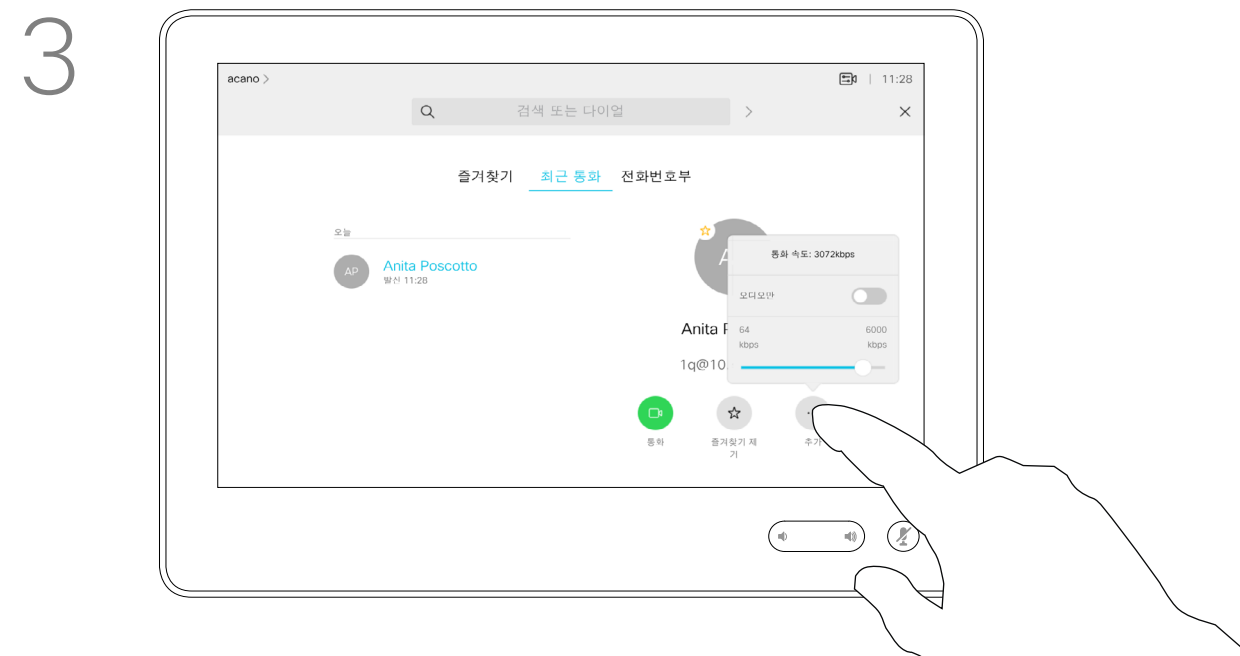 3
acano >
11:28
검색 또는 다이얼
즐겨찾기 최근 통화 전화번호부
오늘
AP
Anita Poscotto
발신 11:28
통화 속도: 3072kbps
오디오만
64 kbps
6000 kbps
Anita
1q@10
통화
즐겨찾기 제
기
추가